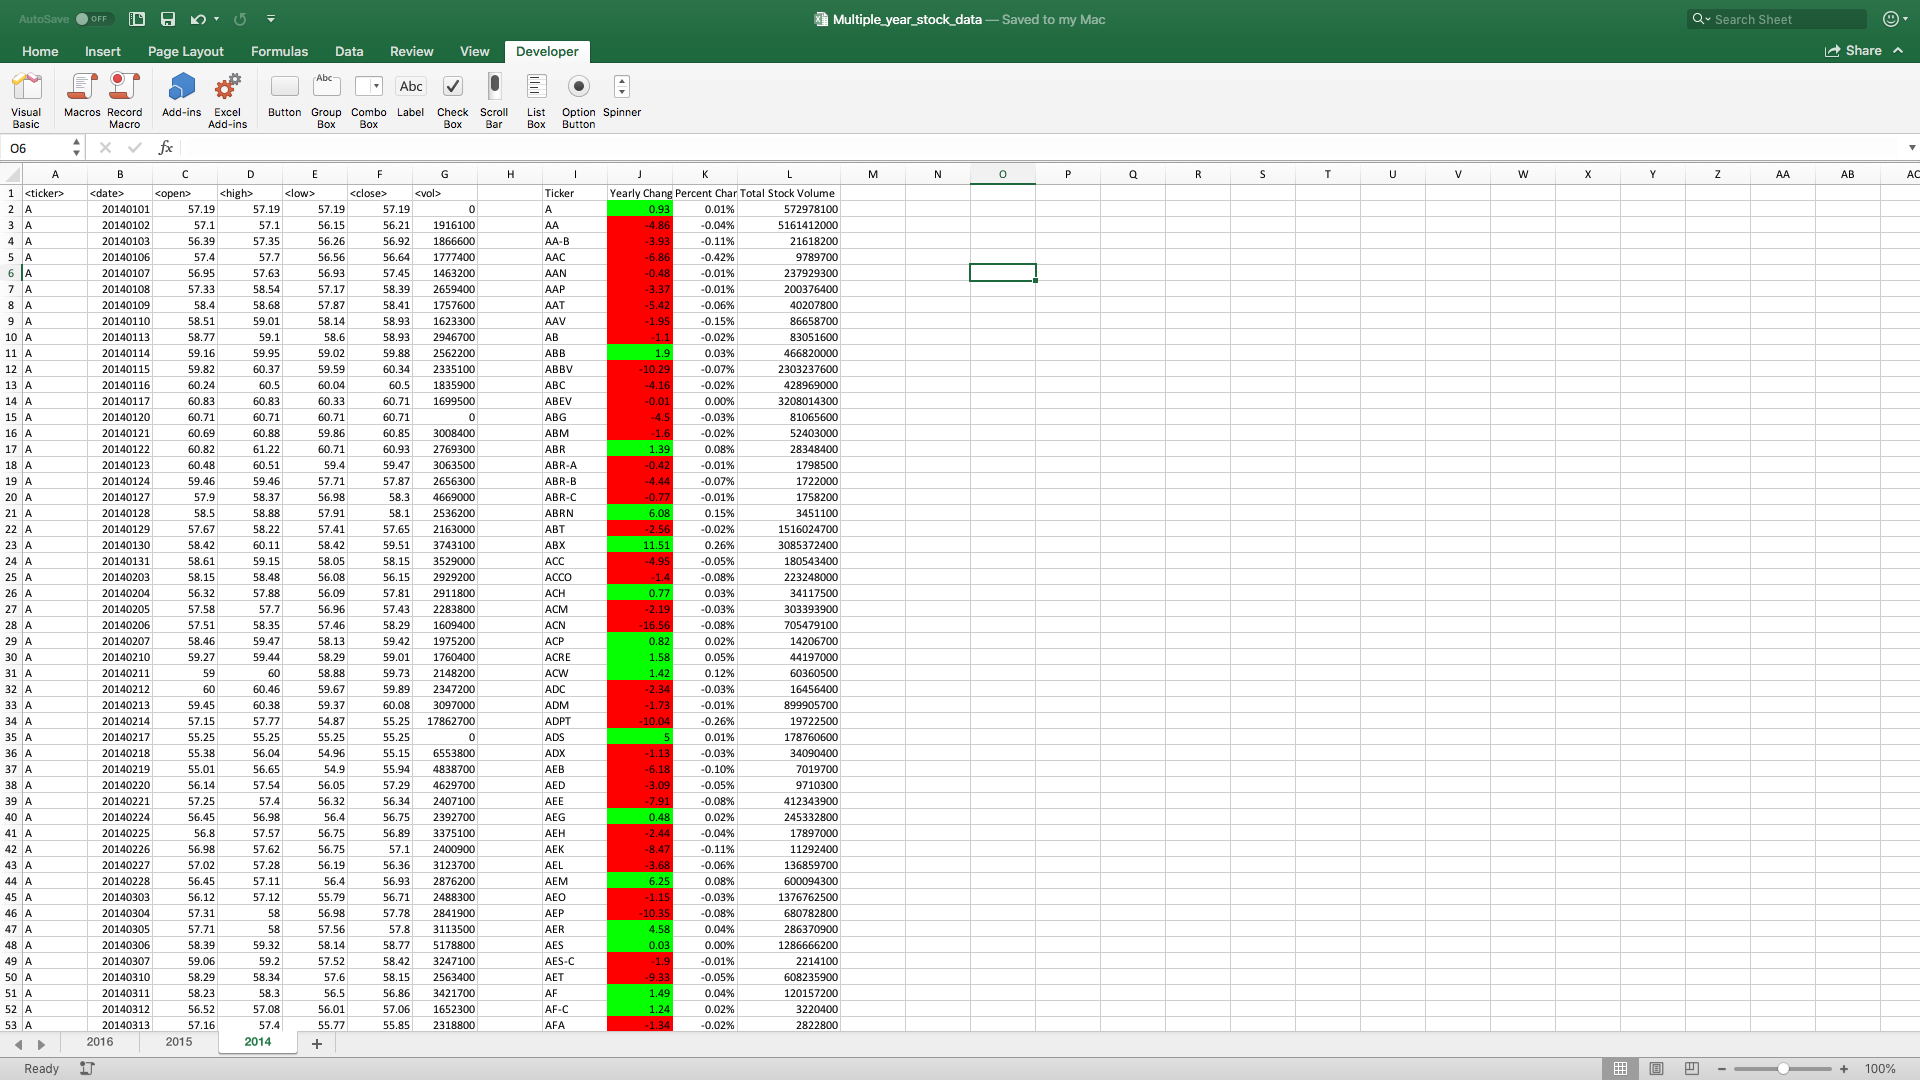 AutoSave OFF
Multiple_year_stock_data — Saved to my Mac
Search Sheet
Home Insert Page Layout Formulas Data Review View Developer
Share
Visual Basic Macros Record Macro Add-ins Excel Add-ins Button Group Box Combo Box Label Check Box Scroll Bar List Box Option Button Spinner
Abc Abc
O6 fx
A B C D E F G H I J K L M N O P Q R S T U V W X Y Z AA AB AC
1 <ticker> <date> <open> <high> <low> <close> <vol> Ticker Yearly Chang Percent Char Total Stock Volume
2 A 20140101 57.19 57.19 57.19 57.19 0 A 0.93 0.01% 572978100
3 A 20140102 57.1 57.1 56.15 56.21 1916100 AA -4.86 -0.04% 5161412000
4 A 20140103 56.39 57.35 56.26 56.92 1866600 AA-B -3.93 -0.11% 21618200
5 A 20140106 57.4 57.7 56.56 56.64 1777400 AAC -6.86 -0.42% 9789700
6 A 20140107 56.95 57.63 56.93 57.45 1463200 AAN -0.48 -0.01% 237929300
7 A 20140108 57.33 58.54 57.17 58.39 2659400 AAP -3.37 -0.01% 200376400
8 A 20140109 58.4 58.68 57.87 58.41 1757600 AAT -5.42 -0.06% 40207800
9 A 20140110 58.51 59.01 58.14 58.93 1623300 AAV -1.95 -0.15% 86658700
10 A 20140113 58.77 59.1 58.6 58.93 2946700 AB -1.1 -0.02% 83051600
11 A 20140114 59.16 59.95 59.02 59.88 2562200 ABB 1.9 0.03% 466820000
12 A 20140115 59.82 60.37 59.59 60.34 2335100 ABBV -10.29 -0.07% 2303237600
13 A 20140116 60.24 60.5 60.04 60.5 1835900 ABC -4.16 -0.02% 428969000
14 A 20140117 60.83 60.83 60.33 60.71 1699500 ABEV -0.01 0.00% 3208014300
15 A 20140120 60.71 60.71 60.71 60.71 0 ABG -4.5 -0.03% 81065600
16 A 20140121 60.69 60.88 59.86 60.85 3008400 ABM -1.6 -0.02% 52403000
17 A 20140122 60.82 61.22 60.71 60.93 2769300 ABR 1.39 0.08% 28348400
18 A 20140123 60.48 60.51 59.4 59.47 3063500 ABR-A -0.42 -0.01% 1798500
19 A 20140124 59.46 59.46 57.71 57.87 2656300 ABR-B -4.44 -0.07% 1722000
20 A 20140127 57.9 58.37 56.98 58.3 4669000 ABR-C -0.77 -0.01% 1758200
21 A 20140128 58.5 58.88 57.91 58.1 2536200 ABRN 6.08 0.15% 3451100
22 A 20140129 57.67 58.22 57.41 57.65 2163000 ABT -2.56 -0.02% 1516024700
23 A 20140130 58.42 60.11 58.42 59.51 3743100 ABX 11.51 0.26% 3085372400
24 A 20140131 58.61 59.15 58.05 58.15 3529000 ACC -4.95 -0.05% 180543400
25 A 20140203 58.15 58.48 56.08 56.15 2929200 ACCO -1.4 -0.08% 223248000
26 A 20140204 56.32 57.88 56.09 57.81 2911800 ACH 0.77 0.03% 34117500
27 A 20140205 57.58 57.7 56.96 57.43 2283800 ACM -2.19 -0.03% 303393900
28 A 20140206 57.51 58.35 57.46 58.29 1609400 ACN -16.56 -0.08% 705479100
29 A 20140207 58.46 59.47 58.13 59.42 1975200 ACP 0.82 0.02% 14206700
30 A 20140210 59.27 59.44 58.29 59.01 1760400 ACRE 1.58 0.05% 44197000
31 A 20140211 59 60 58.88 59.73 2148200 ACW 1.42 0.12% 60360500
32 A 20140212 60 60.46 59.67 59.89 2347200 ADC -2.34 -0.03% 16456400
33 A 20140213 59.45 60.38 59.37 60.08 3097000 ADM -1.73 -0.01% 899905700
34 A 20140214 57.15 57.77 54.87 55.25 17862700 ADPT -10.04 -0.26% 19722500
35 A 20140217 55.25 55.25 55.25 55.25 0 ADS 5 0.01% 178760600
36 A 20140218 55.38 56.04 54.96 55.15 6553800 ADX -1.13 -0.03% 34090400
37 A 20140219 55.01 56.65 54.9 55.94 4838700 AEB -6.18 -0.10% 7019700
38 A 20140220 56.14 57.54 56.05 57.29 4629700 AED -3.09 -0.05% 9710300
39 A 20140221 57.25 57.4 56.32 56.34 2407100 AEE -7.91 -0.08% 412343900
40 A 20140224 56.45 56.98 56.4 56.75 2392700 AEG 0.48 0.02% 245332800
41 A 20140225 56.8 57.57 56.75 56.89 3375100 AEH -2.44 -0.04% 17897000
42 A 20140226 56.98 57.62 56.75 57.1 2400900 AEK -8.47 -0.11% 11292400
43 A 20140227 57.02 57.28 56.19 56.36 3123700 AEL -3.68 -0.06% 136859700
44 A 20140228 56.45 57.11 56.4 56.93 2876200 AEM 6.25 0.08% 600094300
45 A 20140303 56.12 57.12 55.79 56.71 2488300 AEO -1.15 -0.03% 1376762500
46 A 20140304 57.31 58 56.98 57.78 2841900 AEP -10.35 -0.08% 680782800
47 A 20140305 57.71 58 57.56 57.8 3113500 AER 4.58 0.04% 286370900
48 A 20140306 58.39 59.32 58.14 58.77 5178800 AES 0.03 0.00% 1286666200
49 A 20140307 59.06 59.2 57.52 58.42 3247100 AES-C -1.9 -0.01% 2214100
50 A 20140310 58.29 58.34 57.6 58.15 2563400 AET -9.33 -0.05% 608235900
51 A 20140311 58.23 58.3 56.5 56.86 3421700 AF 1.49 0.04% 120157200
52 A 20140312 56.52 57.08 56.01 57.06 1652300 AF-C 1.24 0.02% 3220400
53 A 20140313 57.16 57.4 55.77 55.85 2318800 AFA -1.34 -0.02% 2822800
2016 2015 2014
Ready 100%